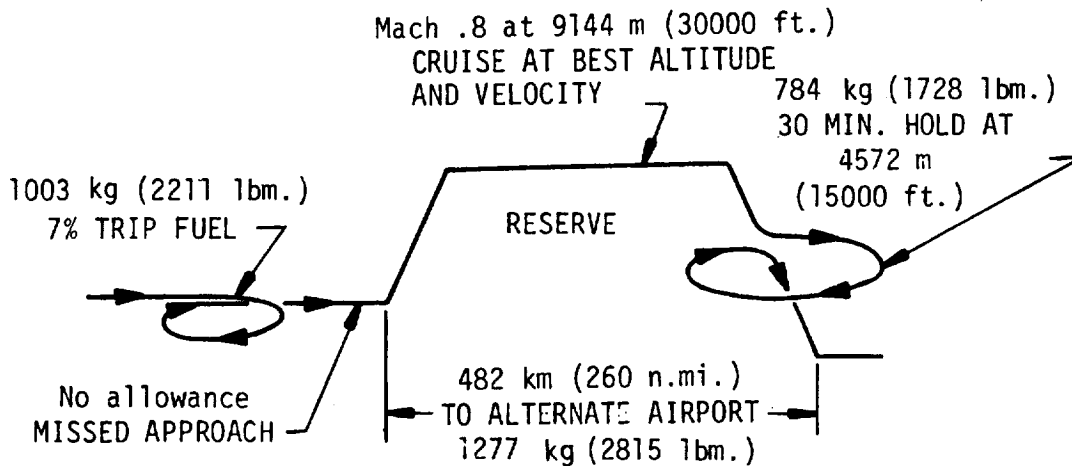 Mach .8 at 9144 m (30000 ft.)
CRUISE AT BEST ALTITUDE
AND VELOCITY
784 kg (1728 lbm.)
30 MIN. HOLD AT
4572 m
(15000 ft.)
1003 kg (2211 lbm.)
7% TRIP FUEL
RESERVE
No allowance
MISSED APPROACH
482 km (260 n.mi.)
TO ALTERNATE AIRPORT
1277 kg (2815 lbm.)